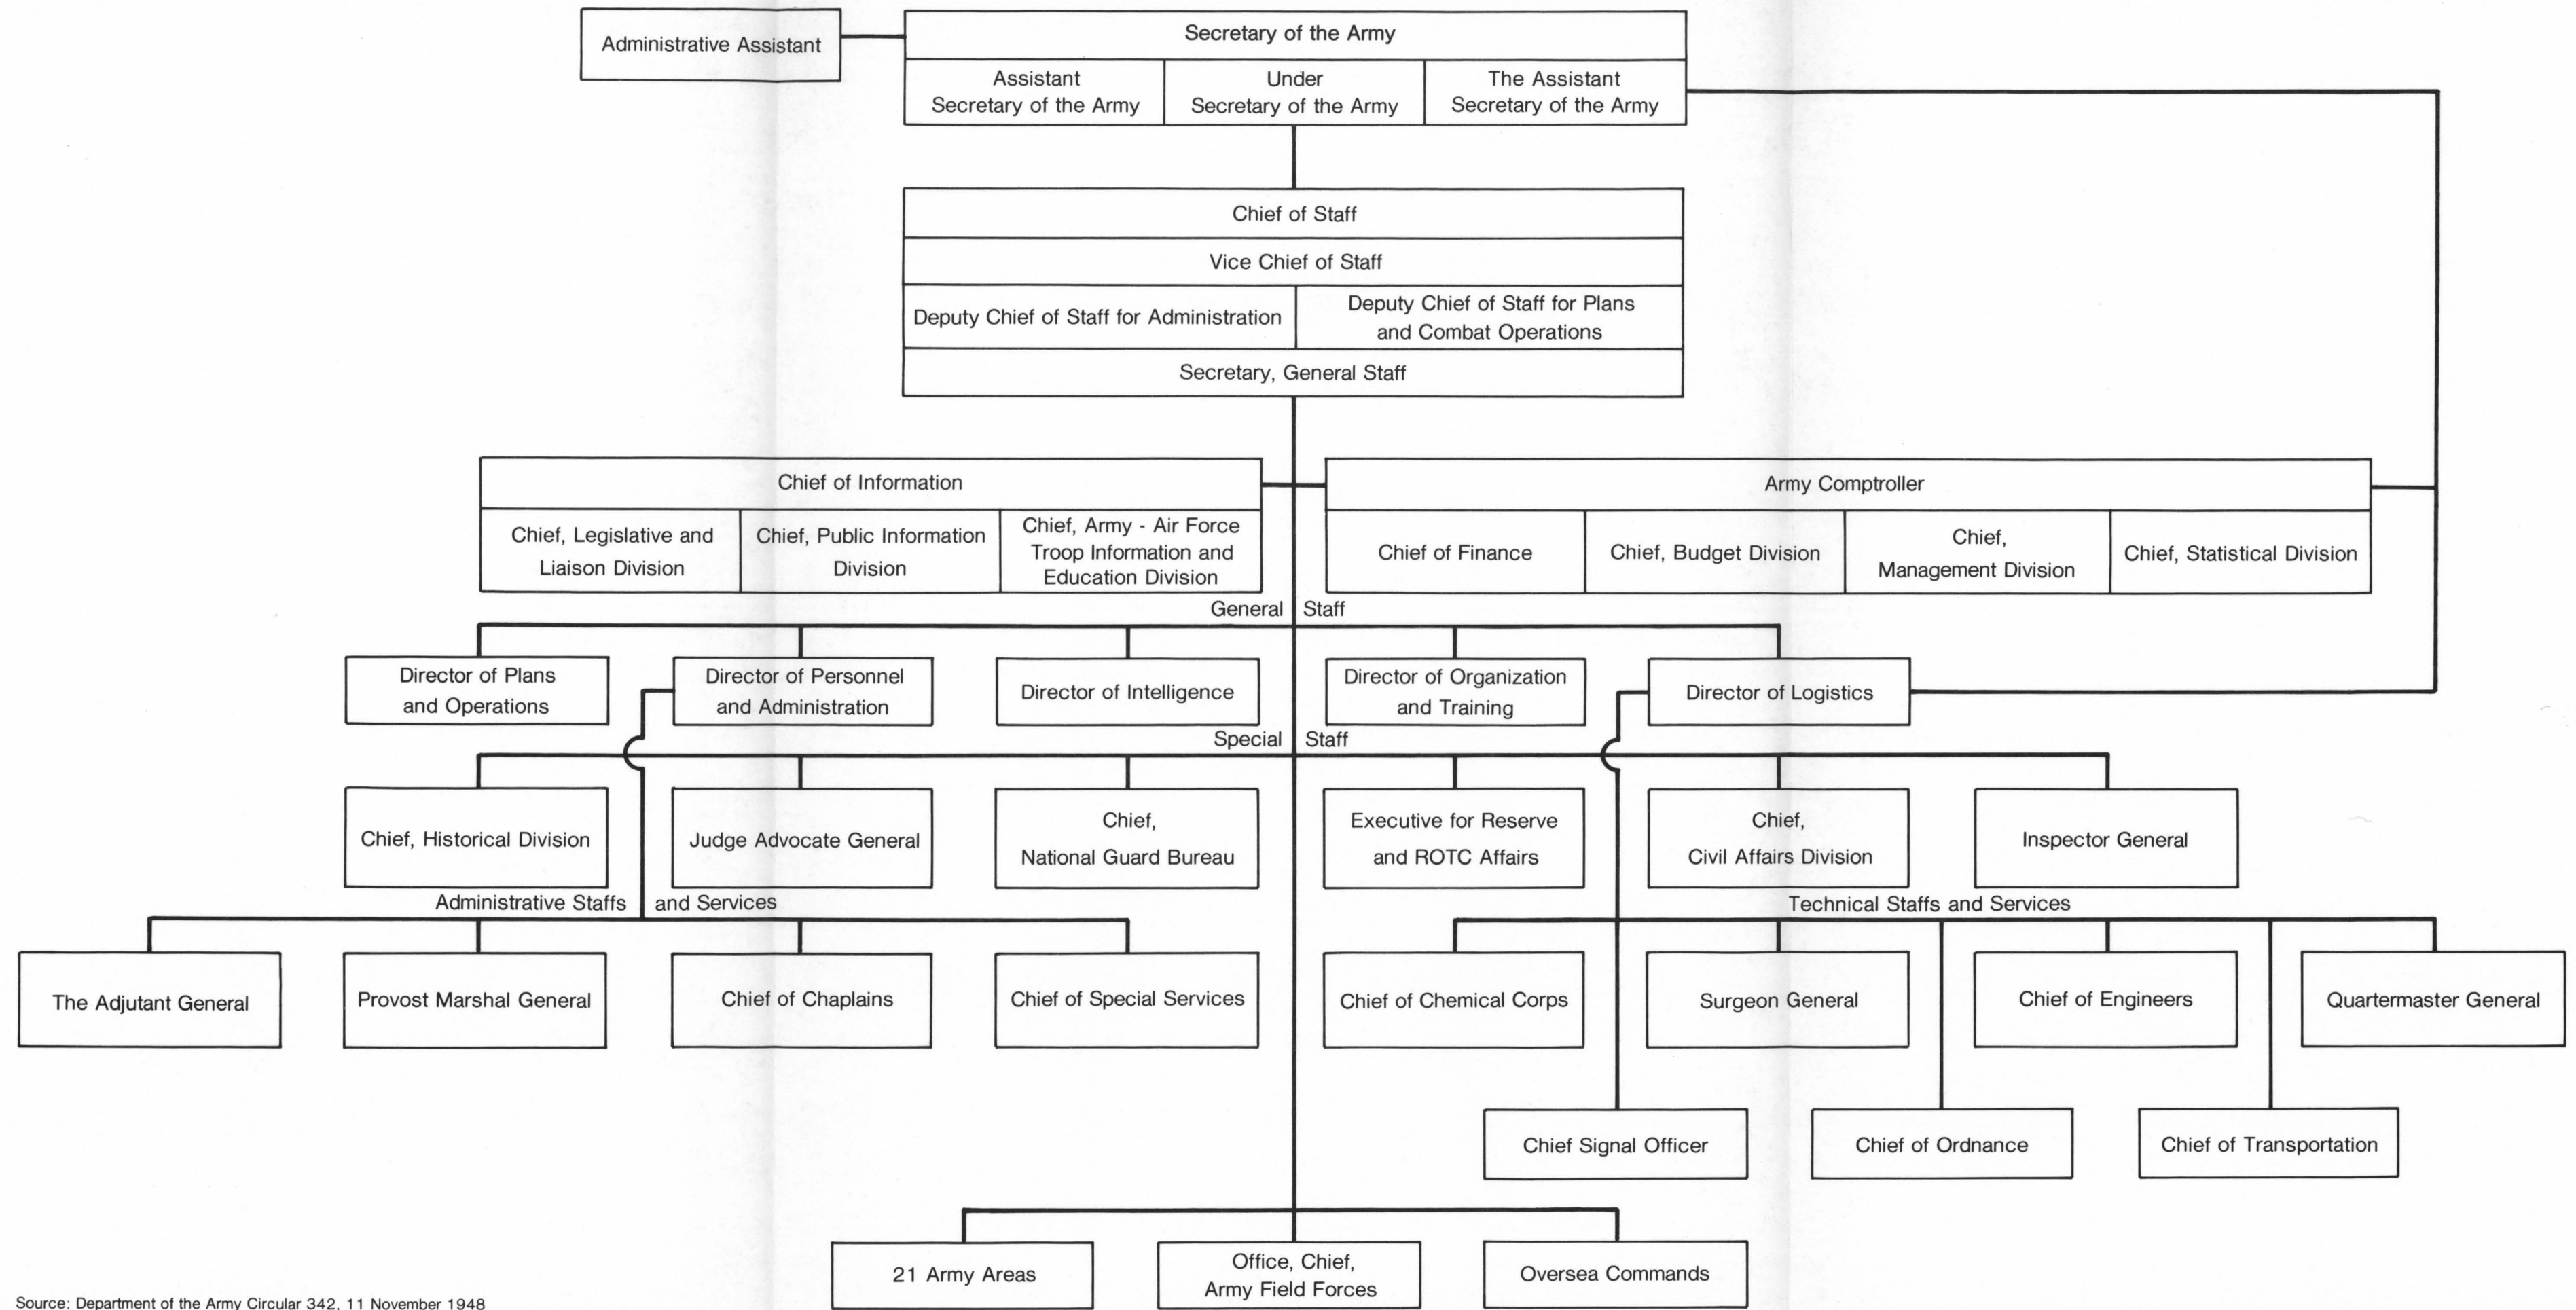 Administrative Assistant
Secretary of the Army
Assistant
Secretary of the Army
Under
Secretary of the Army
The Assistant
Secretary of the Army
Chief of Staff
Vice Chief of Staff
Deputy Chief of Staff for Administration
Deputy Chief of Staff for Plans
and Combat Operations
Secretary, General Staff
Chief of Information
Chief, Legislative and
Liaison Division
Chief, Public Information
Division
Chief, Army - Air Force
Troop Information and
Education Division
Army Comptroller
Chief of Finance
Chief, Budget Division
Chief,
Management Division
Chief, Statistical Division
General Staff
Director of Plans
and Operations
Director of Personnel
and Administration
Director of Intelligence
Director of Organization
and Training
Director of Logistics
Special Staff
Chief, Historical Division
Judge Advocate General
Chief,
National Guard Bureau
Executive for Reserve
and ROTC Affairs
Chief,
Civil Affairs Division
Inspector General
Administrative Staffs and Services
Technical Staffs and Services
The Adjutant General
Provost Marshal General
Chief of Chaplains
Chief of Special Services
Chief of Chemical Corps
Surgeon General
Chief of Engineers
Quartermaster General
Chief Signal Officer
Chief of Ordnance
Chief of Transportation
21 Army Areas
Office, Chief,
Army Field Forces
Oversea Commands
Source: Department of the Army Circular 342, 11 November 1948